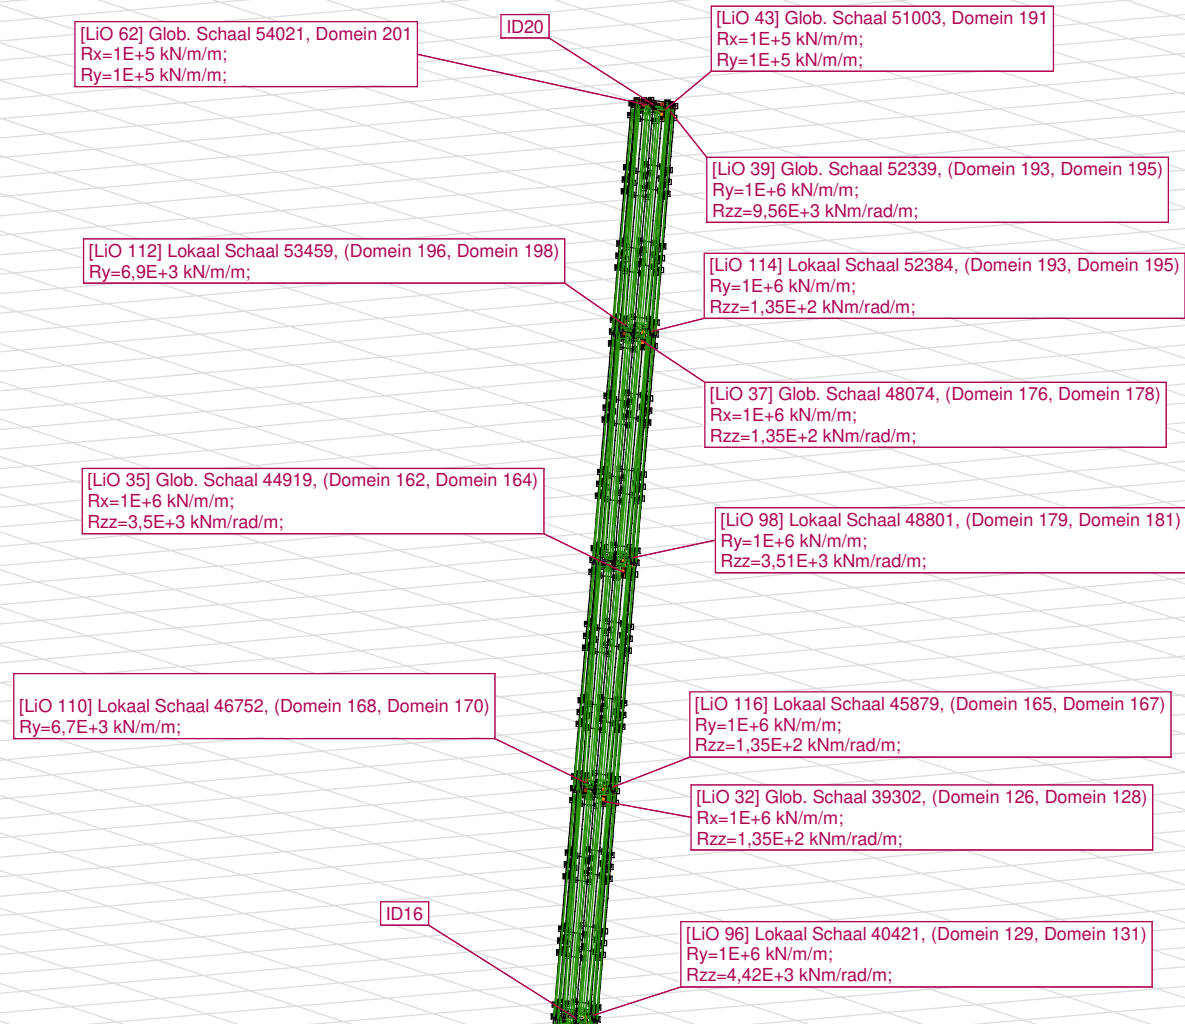 [LiO 62] Glob. Schaal 54021, Domein 201
Rx=1E+5 kN/m/m;
Ry=1E+5 kN/m/m;
ID20
[LiO 43] Glob. Schaal 51003, Domein 191
Rx=1E+5 kN/m/m;
Ry=1E+5 kN/m/m;
[LiO 39] Glob. Schaal 52339, (Domein 193, Domein 195)
Ry=1E+6 kN/m/m;
Rzz=9,56E+3 kNm/rad/m;
[LiO 112] Lokaal Schaal 53459, (Domein 196, Domein 198)
Ry=6,9E+3 kN/m/m;
[LiO 114] Lokaal Schaal 52384, (Domein 193, Domein 195)
Ry=1E+6 kN/m/m;
Rzz=1,35E+2 kNm/rad/m;
[LiO 37] Glob. Schaal 48074, (Domein 176, Domein 178)
Rx=1E+6 kN/m/m;
Rzz=1,35E+2 kNm/rad/m;
[LiO 35] Glob. Schaal 44919, (Domein 162, Domein 164)
Rx=1E+6 kN/m/m;
Rzz=3,5E+3 kNm/rad/m;
[LiO 98] Lokaal Schaal 48801, (Domein 179, Domein 181)
Ry=1E+6 kN/m/m;
Rzz=3,51E+3 kNm/rad/m;
[LiO 110] Lokaal Schaal 46752, (Domein 168, Domein 170)
Ry=6,7E+3 kN/m/m;
[LiO 116] Lokaal Schaal 45879, (Domein 165, Domein 167)
Ry=1E+6 kN/m/m;
Rzz=1,35E+2 kNm/rad/m;
[LiO 32] Glob. Schaal 39302, (Domein 126, Domein 128)
Rx=1E+6 kN/m/m;
Rzz=1,35E+2 kNm/rad/m;
ID16
[LiO 96] Lokaal Schaal 40421, (Domein 129, Domein 131)
Ry=1E+6 kN/m/m;
Rzz=4,42E+3 kNm/rad/m;